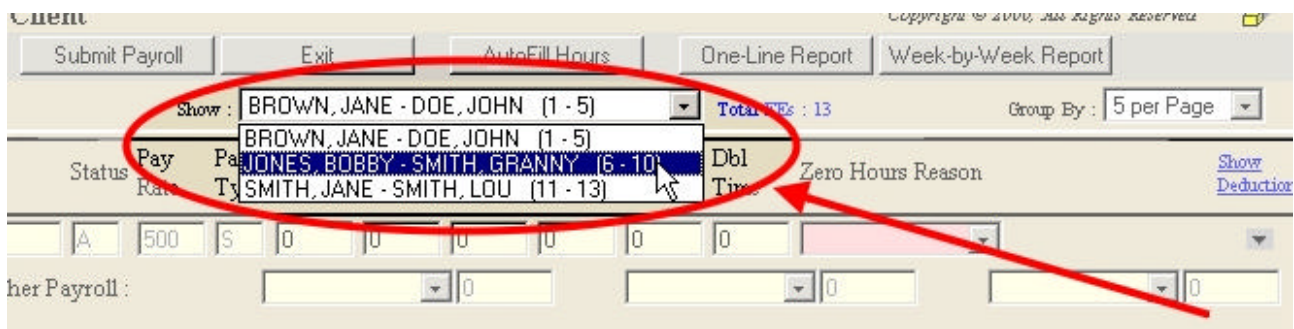 Client Copyright © 2000, All Rights Reserved
Submit Payroll Exit AutoFill Hours One-Line Report Week-by-Week Report
Show : BROWN, JANE - DOE, JOHN (1 - 5) Total EEs : 13 Group By : 5 per Page
BROWN, JANE - DOE, JOHN (1 - 5)
JONES, BOBBY - SMITH, GRANNY (6 - 10)
SMITH, JANE - SMITH, LOU (11 - 13)
Status Pay Rate Pa Ty Dbl Time Zero Hours Reason Show Deduction
A 500 S 0 0 0 0 0 0
her Payroll : 0 0 0